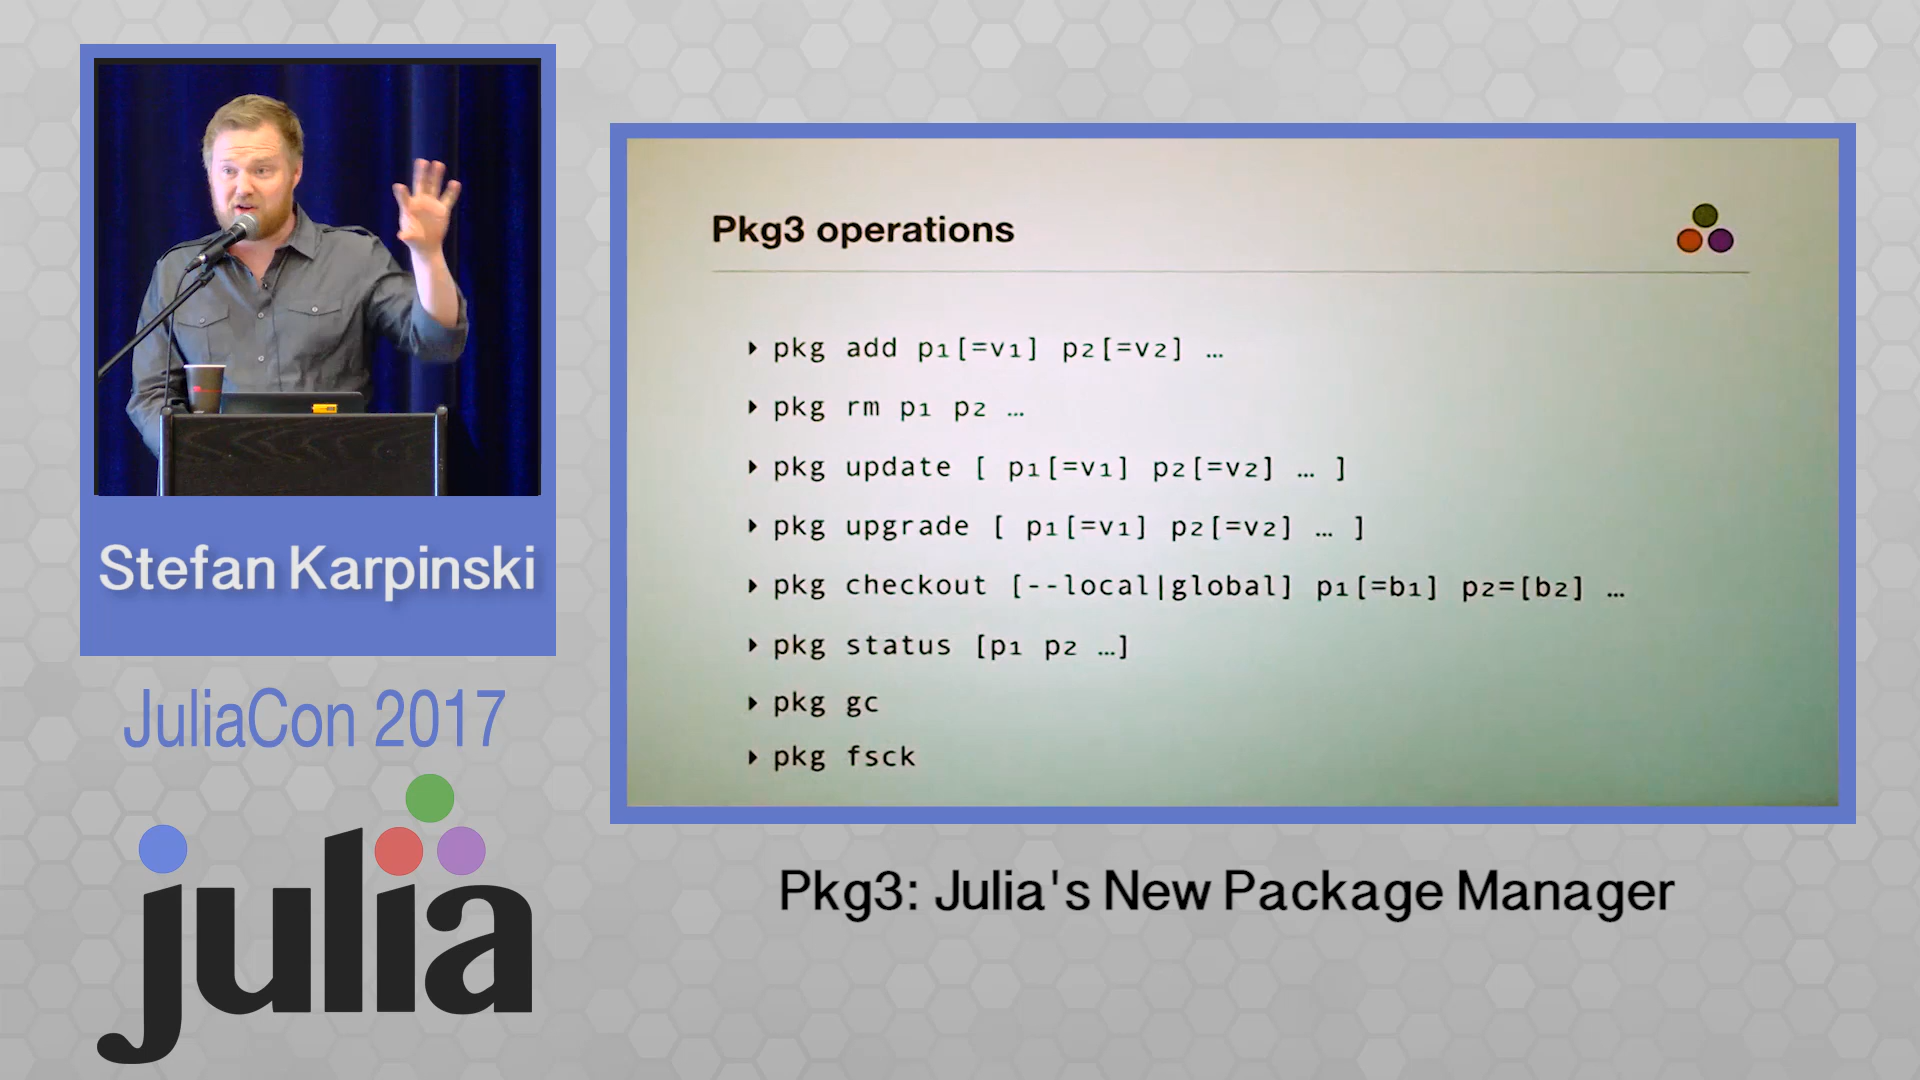 Stefan Karpinski
JuliaCon 2017
julia
Pkg3 operations
‣ pkg add p1[=v1] p2[=v2] …
‣ pkg rm p1 p2 …
‣ pkg update [ p1[=v1] p2[=v2] … ]
‣ pkg upgrade [ p1[=v1] p2[=v2] … ]
‣ pkg checkout [--local|global] p1[=b1] p2=[b2] …
‣ pkg status [p1 p2 …]
‣ pkg gc
‣ pkg fsck
Pkg3: Julia's New Package Manager